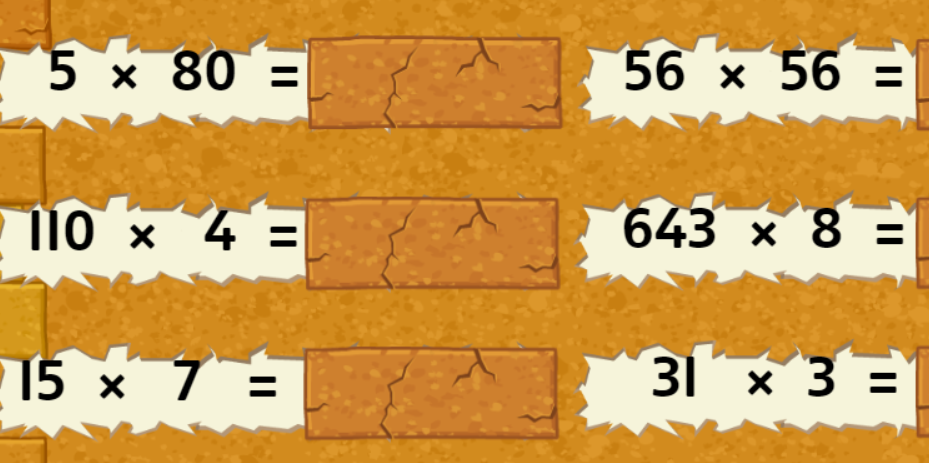 5 × 80 =
56 × 56 =
110 × 4 =
643 × 8 =
15 × 7 =
31 × 3 =